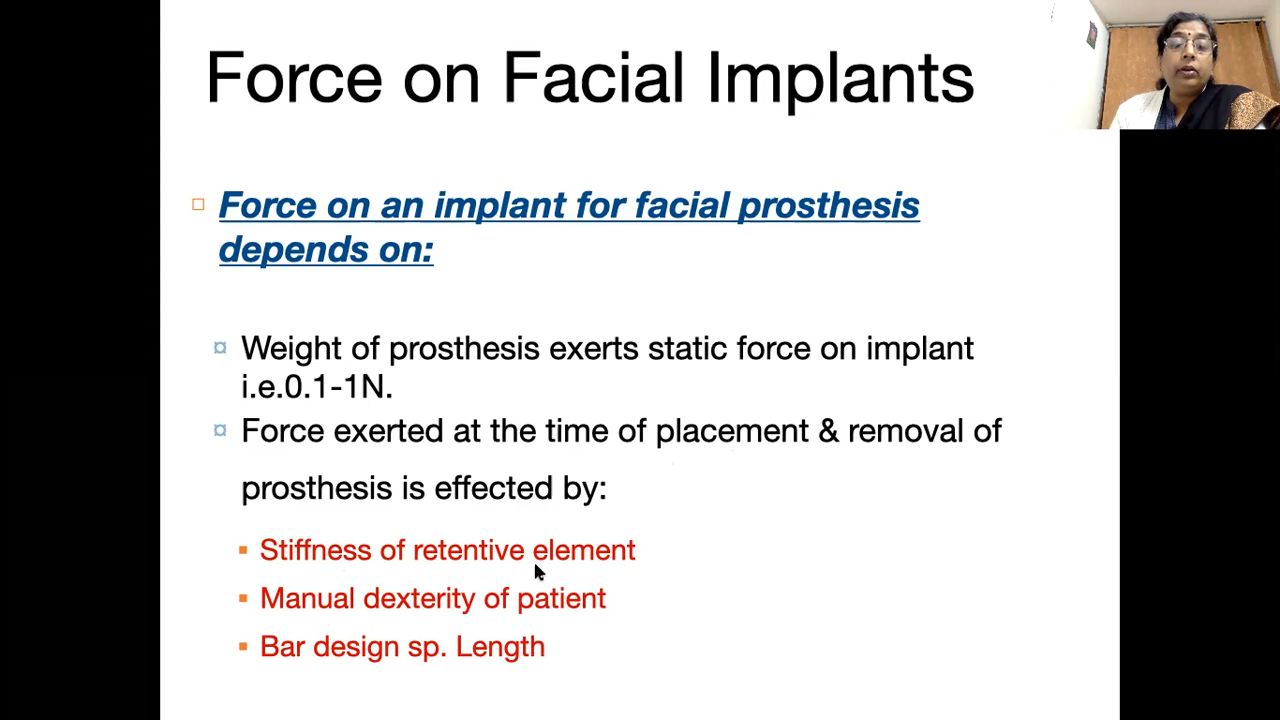 Force on Facial Implants
Force on an implant for facial prosthesis
depends on:
Weight of prosthesis exerts static force on implant
i.e.0.1-1N.
Force exerted at the time of placement & removal of
prosthesis is effected by:
Stiffness of retentive element
Manual dexterity of patient
Bar design sp. Length